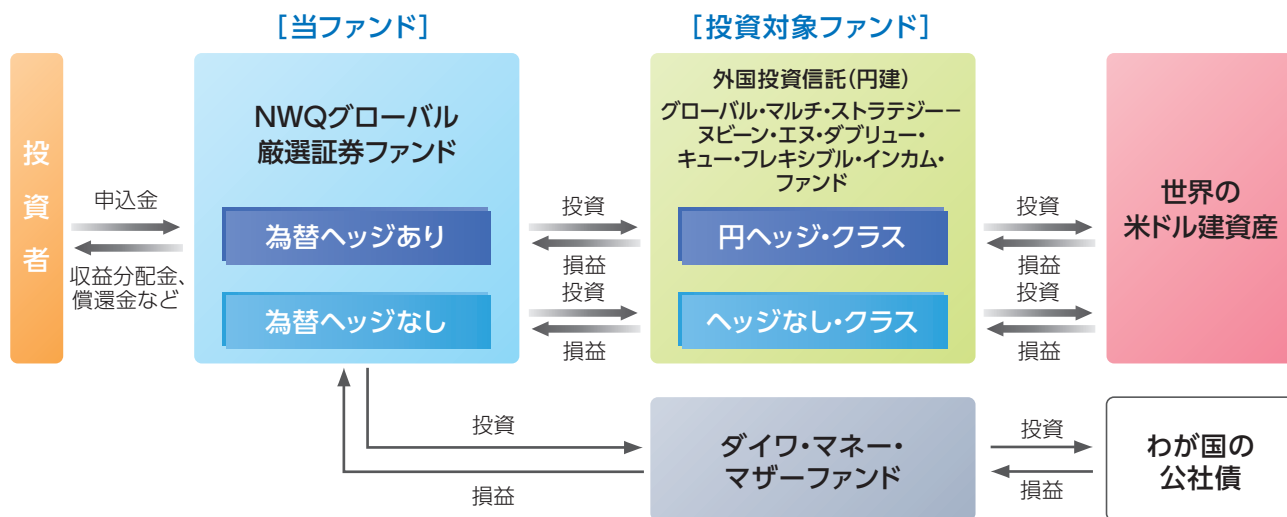 [当ファンド]
[投資対象ファンド]
投資者
申込金
収益分配金、
償還金など
NWQグローバル
厳選証券ファンド
為替ヘッジあり
為替ヘッジなし
投資
損益
投資
損益
外国投資信託(円建)
グローバル・マルチ・ストラテジー－
ヌビーン・エヌ・ダブリュー・
キュー・フレキシブル・インカム・
ファンド
円ヘッジ・クラス
ヘッジなし・クラス
投資
損益
投資
損益
世界の
米ドル建資産
投資
損益
ダイワ・マネー・
マザーファンド
投資
損益
わが国の
公社債